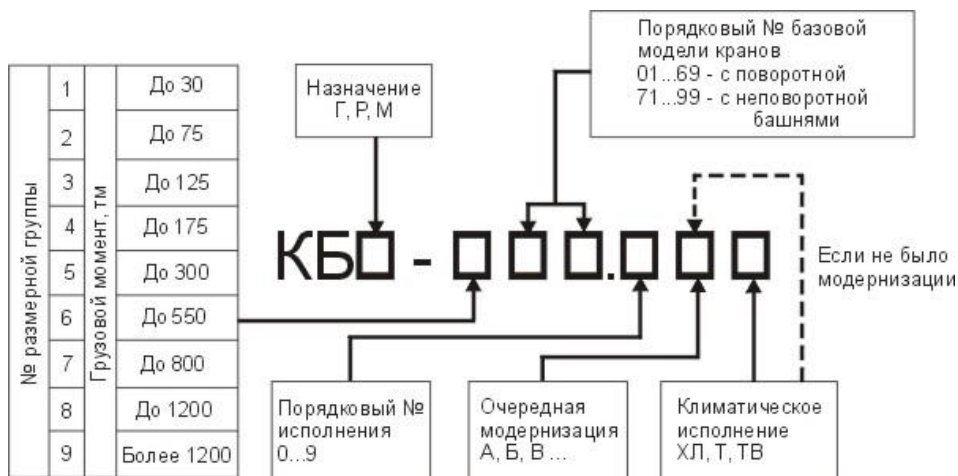 № размерной группы
1
2
3
4
5
6
7
8
9
Грузовой момент, тм
До 30
До 75
До 125
До 175
До 300
До 550
До 800
До 1200
Более 1200
Назначение
Г, Р, М
Порядковый № базовой
модели кранов
01...69 - с поворотной
71...99 - с неповоротной
башнями
КБ - .
Если не было
модернизации
Порядковый №
исполнения
0...9
Очередная
модернизация
А, Б, В ...
Климатическое
исполнение
ХЛ, Т, ТВ